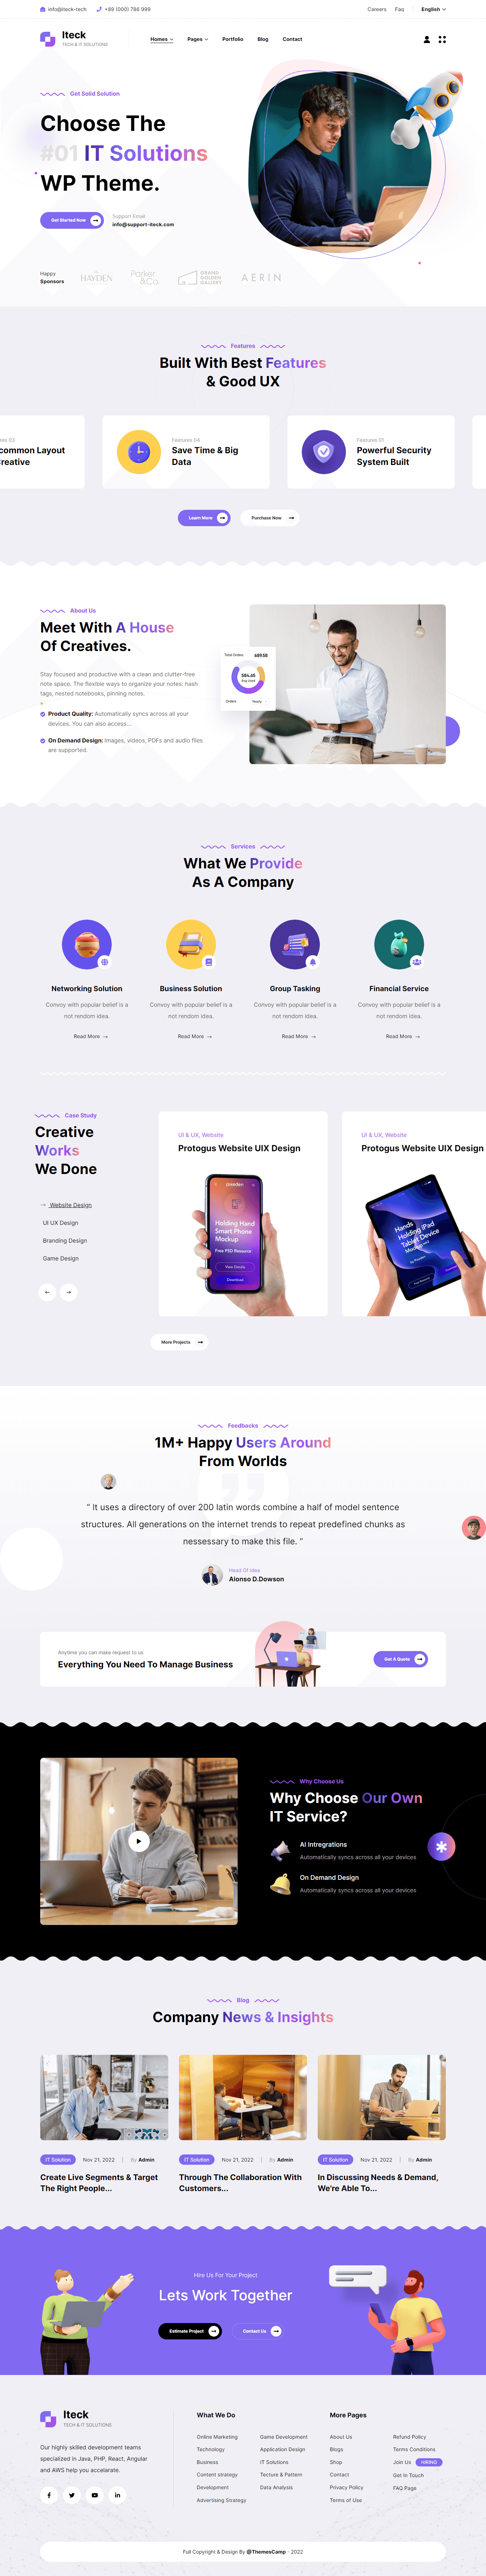 info@iteck-tech
+89 (000) 786 999
Careers
Faq
English
Iteck
TECH & IT SOLUTIONS
Homes
Pages
Portfolio
Blog
Contact
Get Solid Solution
Choose The
#01 IT Solutions
WP Theme.
Get Started Now
Support Email
info@support-iteck.com
Happy
Sponsors
HAYDEN
Parker
&Co.
GRAND
GOLDEN
GALLERY
AERIN
Features
Built With Best Features
& Good UX
res 03
common Layout
reative
Features 04
Save Time & Big
Data
Features 01
Powerful Security
System Built
Learn More
Purchase Now
About Us
Meet With A House
Of Creatives.
Stay focused and productive with a clean and clutter-free
note space. The flexible ways to organize your notes: hash
tags, nested notebooks, pinning notes.
Product Quality: Automatically syncs across all your
devices. You can also access...
On Demand Design: Images, videos, PDFs and audio files
are supported.
Total Orders
689.58
$84.65
Orders
Yearly
Services
What We Provide
As A Company
Networking Solution
Convoy with popular belief is a
not rendom idea.
Read More
Business Solution
Convoy with popular belief is a
not rendom idea.
Read More
Group Tasking
Convoy with popular belief is a
not rendom idea.
Read More
Financial Service
Convoy with popular belief is a
not rendom idea.
Read More
Case Study
Creative
Works
We Done
Website Design
UI UX Design
Branding Design
Game Design
UI & UX, Website
Protogus Website UIX Design
Holding Hand
Smart Phone
Mockup
Free PSD Resource
View Details
Download
UI & UX, Website
Protogus Website UIX Design
Hands
Holding iPad
Tablet Device
More Projects
Feedbacks
1M+ Happy Users Around
From Worlds
“ It uses a directory of over 200 latin words combine a half of model sentence
structures. All generations on the internet trends to repeat predefined chunks as
nessessary to make this file. ”
Head Of Idea
Alonso D.Dowson
Anytime you can make request to us
Everything You Need To Manage Business
Get A Quote
Why Choose Us
Why Choose Our Own
IT Service?
AI Intregrations
Automatically syncs across all your devices
On Demand Design
Automatically syncs across all your devices
Blog
Company News & Insights
IT Solution
Nov 21, 2022
By Admin
Create Live Segments & Target
The Right People...
IT Solution
Nov 21, 2022
By Admin
Through The Collaboration With
Customers...
IT Solution
Nov 21, 2022
By Admin
In Discussing Needs & Demand,
We're Able To...
Hire Us For Your Project
Lets Work Together
Estimate Project
Contact Us
Iteck
TECH & IT SOLUTIONS
Our highly skilled development teams
specialized in Java, PHP, React, Angular
and AWS help you accelarate.
What We Do
Online Marketing
Technology
Business
Content strategy
Development
Advertising Strategy
Game Development
Application Design
IT Solutions
Tecture & Pattern
Data Analysis
More Pages
About Us
Blogs
Shop
Contact
Privacy Policy
Terms of Use
Refund Policy
Terms Conditions
Join Us
HIRING
Get In Touch
FAQ Page
Full Copyright & Design By @ThemesCamp - 2022